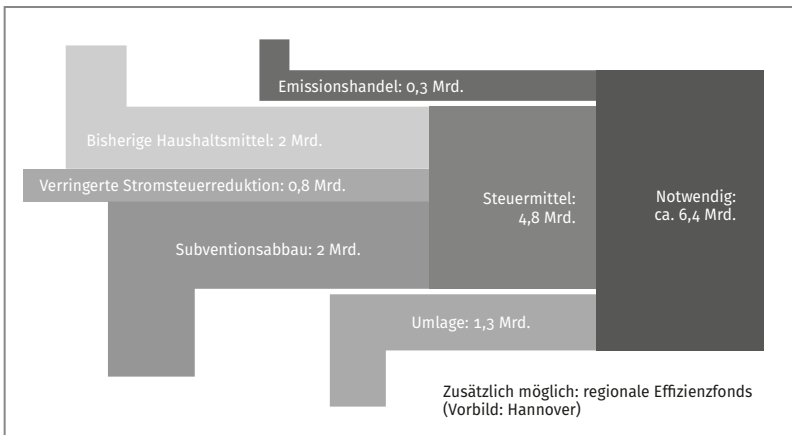 Emissionshandel: 0,3 Mrd.
Bisherige Haushaltsmittel: 2 Mrd.
Verringerte Stromsteuerreduktion: 0,8 Mrd.
Subventionsabbau: 2 Mrd.
Steuermittel:
4,8 Mrd.
Notwendig:
ca. 6,4 Mrd.
Umlage: 1,3 Mrd.
Zusätzlich möglich: regionale Effizienzfonds
(Vorbild: Hannover)